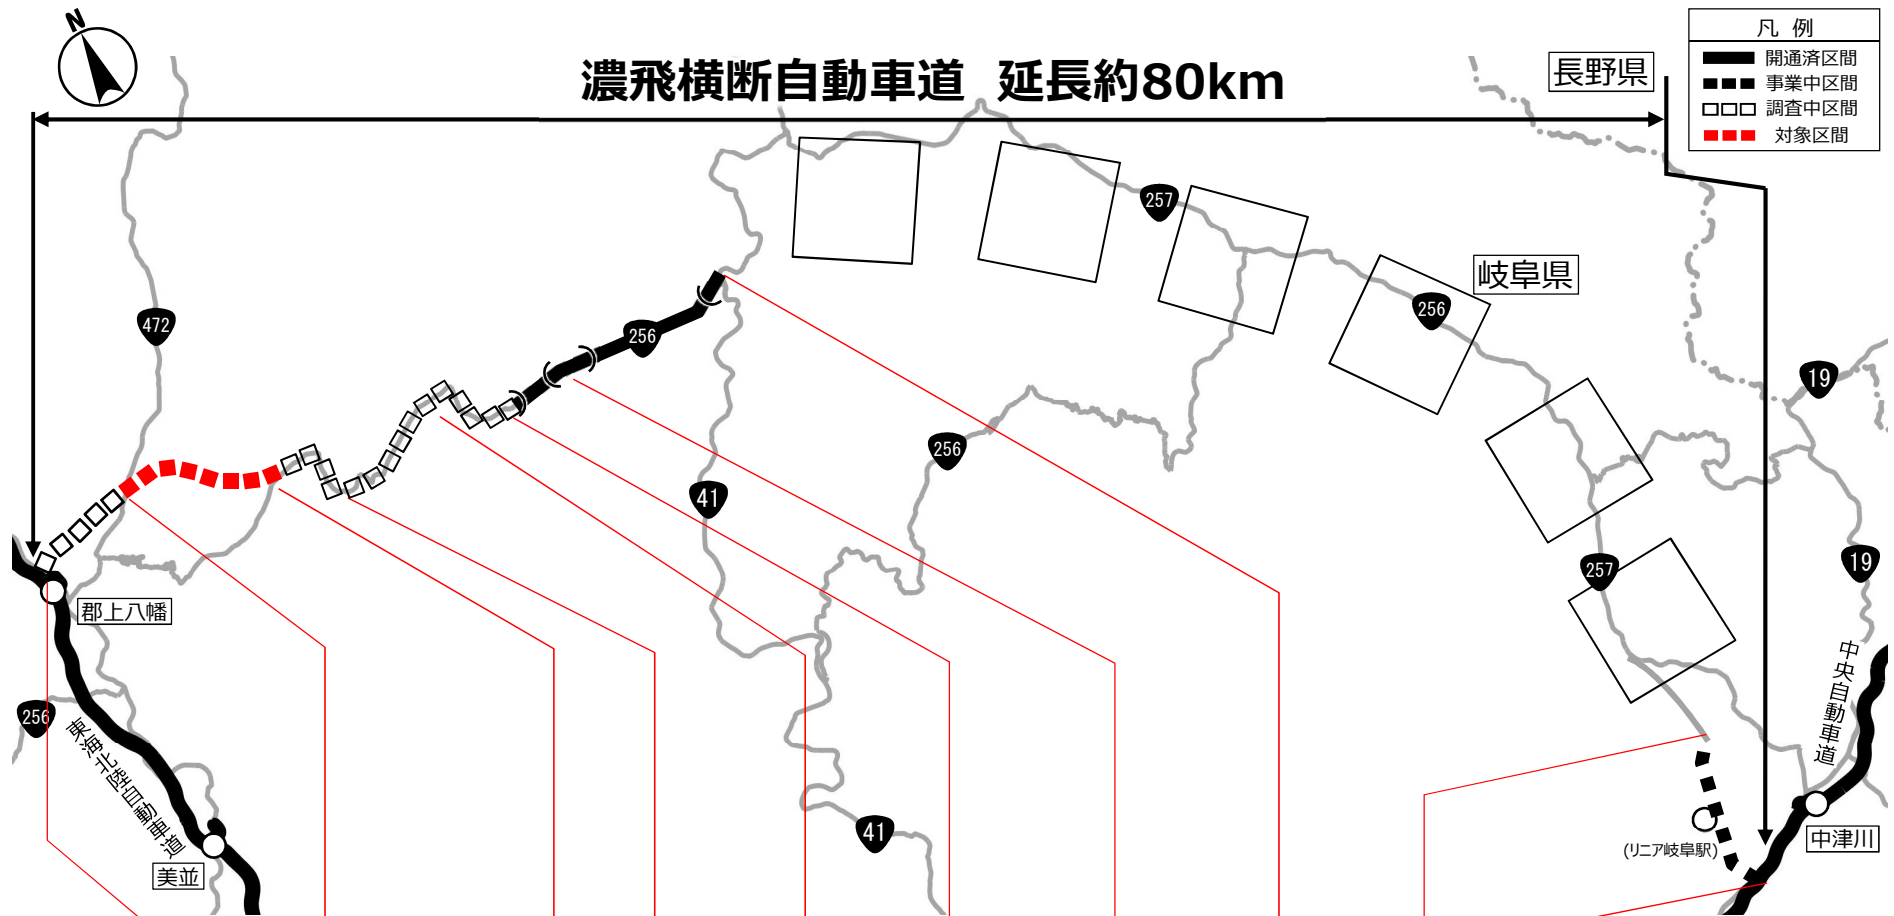 N
濃飛横断自動車道 延長約80km
長野県
凡 例
開通済区間
事業中区間
調査中区間
対象区間
257
岐阜県
256
472
256
19
256
41
257
19
郡上八幡
256
東海北陸自動車道
中央自動車道
41
(リニア岐阜駅)
中津川
美並